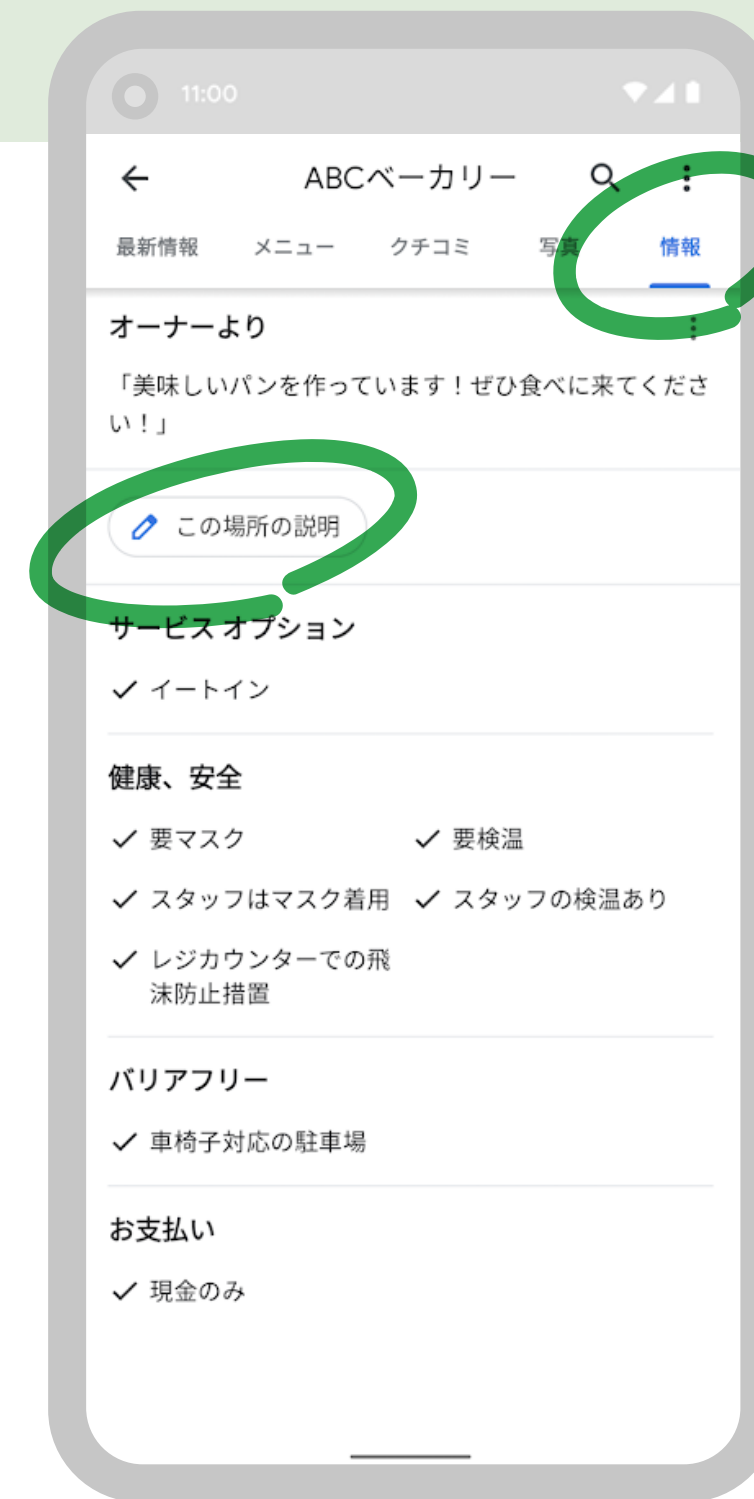 11:00
ABCベーカリー
最新情報 メニュー クチコミ 写真 情報
オーナーより
「美味しいパンを作っています！ぜひ食べに来てくださ
い！」
この場所の説明
サービス オプション
イートイン
健康、安全
要マスク 要検温
スタッフはマスク着用 スタッフの検温あり
レジカウンターでの飛
沫防止措置
バリアフリー
車椅子対応の駐車場
お支払い
現金のみ